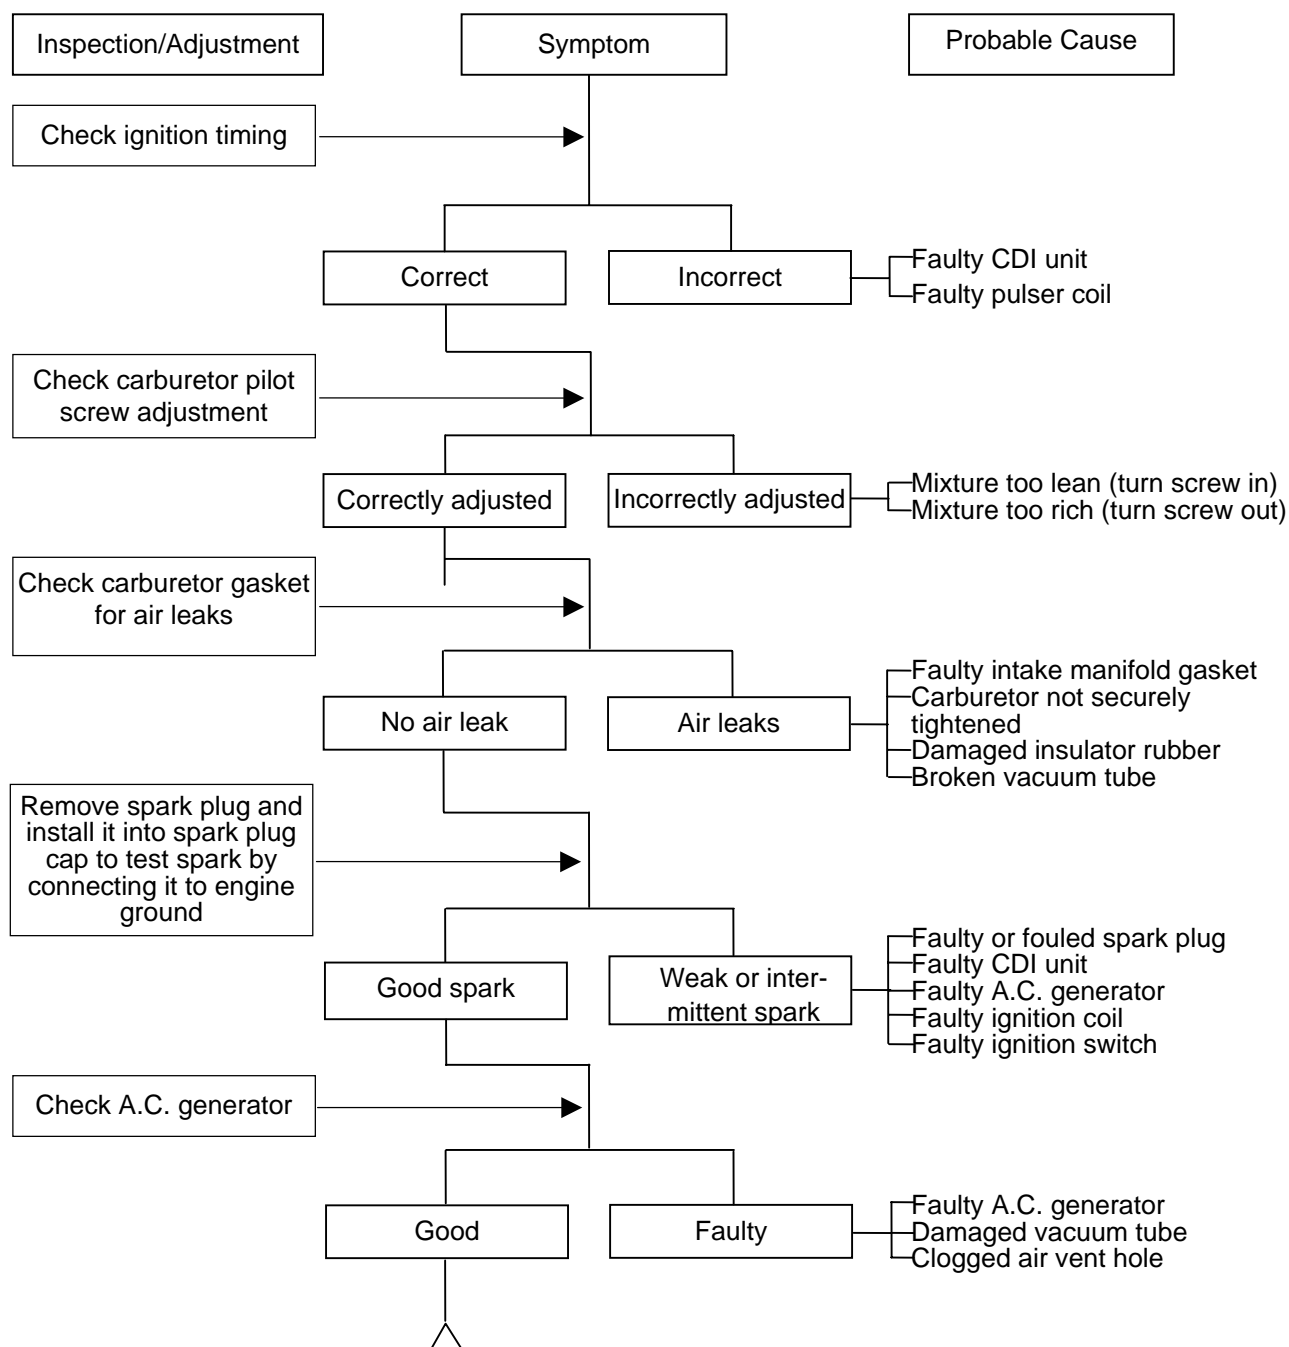 Inspection/Adjustment
Symptom
Probable Cause
Check ignition timing
Correct
Incorrect
Faulty CDI unit
Faulty pulser coil
Check carburetor pilot
screw adjustment
Correctly adjusted
Incorrectly adjusted
Mixture too lean (turn screw in)
Mixture too rich (turn screw out)
Check carburetor gasket
for air leaks
No air leak
Air leaks
Faulty intake manifold gasket
Carburetor not securely
tightened
Damaged insulator rubber
Broken vacuum tube
Remove spark plug and
install it into spark plug
cap to test spark by
connecting it to engine
ground
Good spark
Weak or inter-
mittent spark
Faulty or fouled spark plug
Faulty CDI unit
Faulty A.C. generator
Faulty ignition coil
Faulty ignition switch
Check A.C. generator
Good
Faulty
Faulty A.C. generator
Damaged vacuum tube
Clogged air vent hole